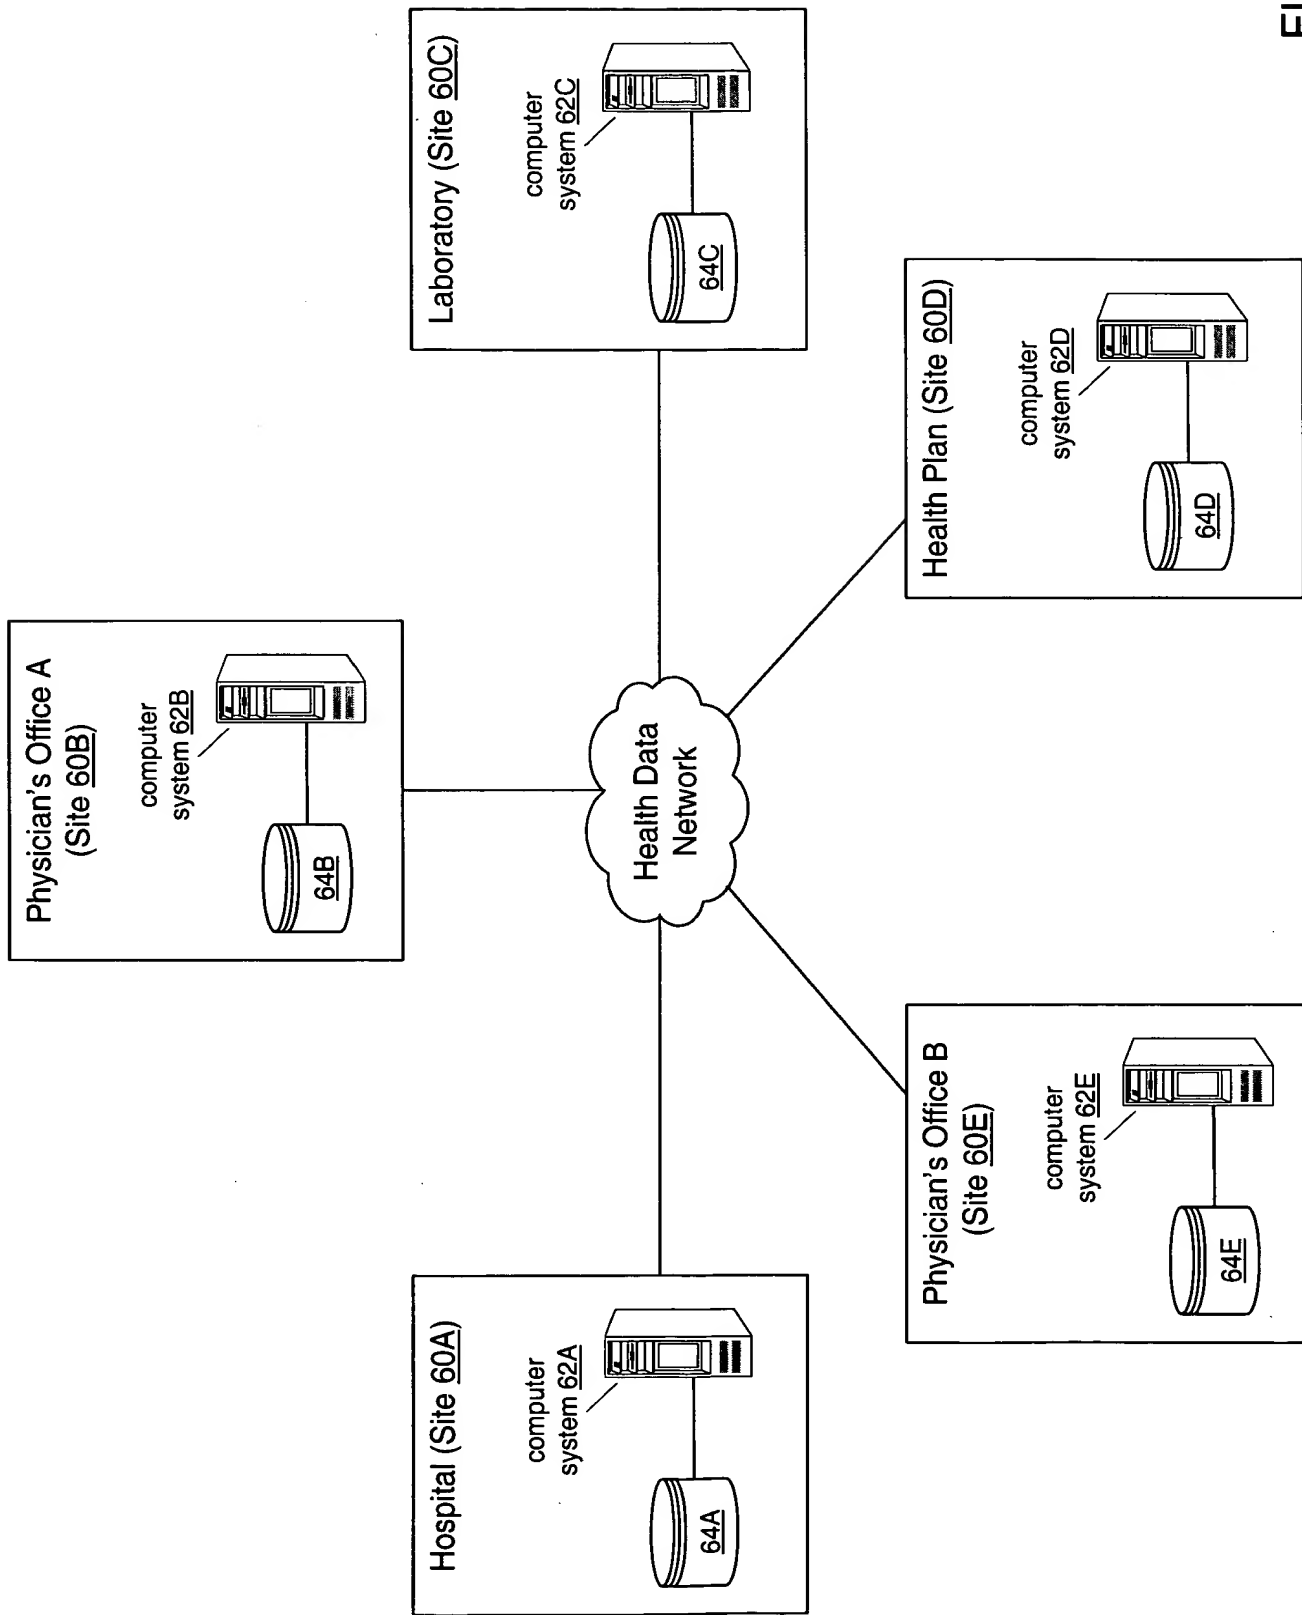 Physician's Office A
(Site 60B)
computer
system 62B
64B
Hospital (Site 60A)
computer
system 62A
64A
Laboratory (Site 60C)
computer
system 62C
64C
Health Data
Network
Physician's Office B
(Site 60E)
computer
system 62E
64E
Health Plan (Site 60D)
computer
system 62D
64D